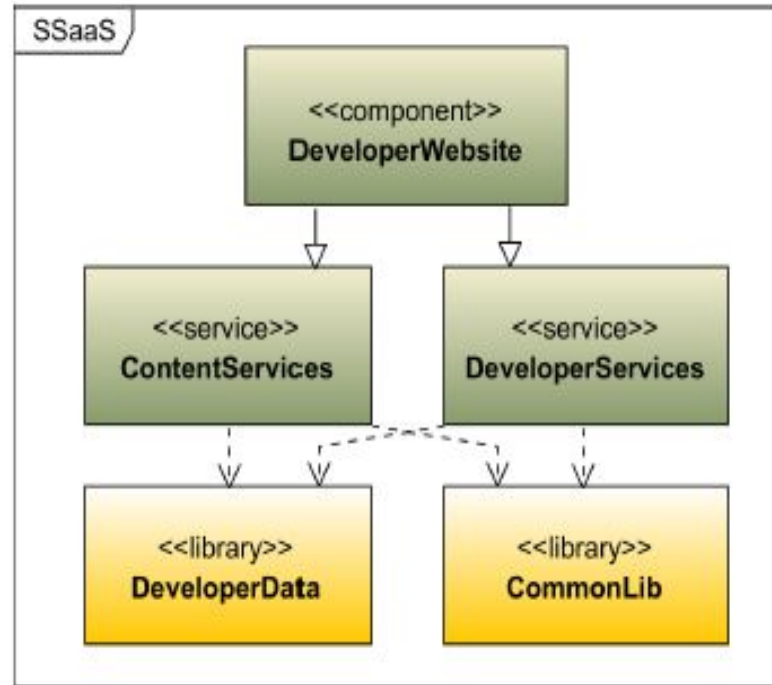 SSaaS
<<component>>
DeveloperWebsite
<<service>>
ContentServices
<<service>>
DeveloperServices
<<library>>
DeveloperData
<<library>>
CommonLib